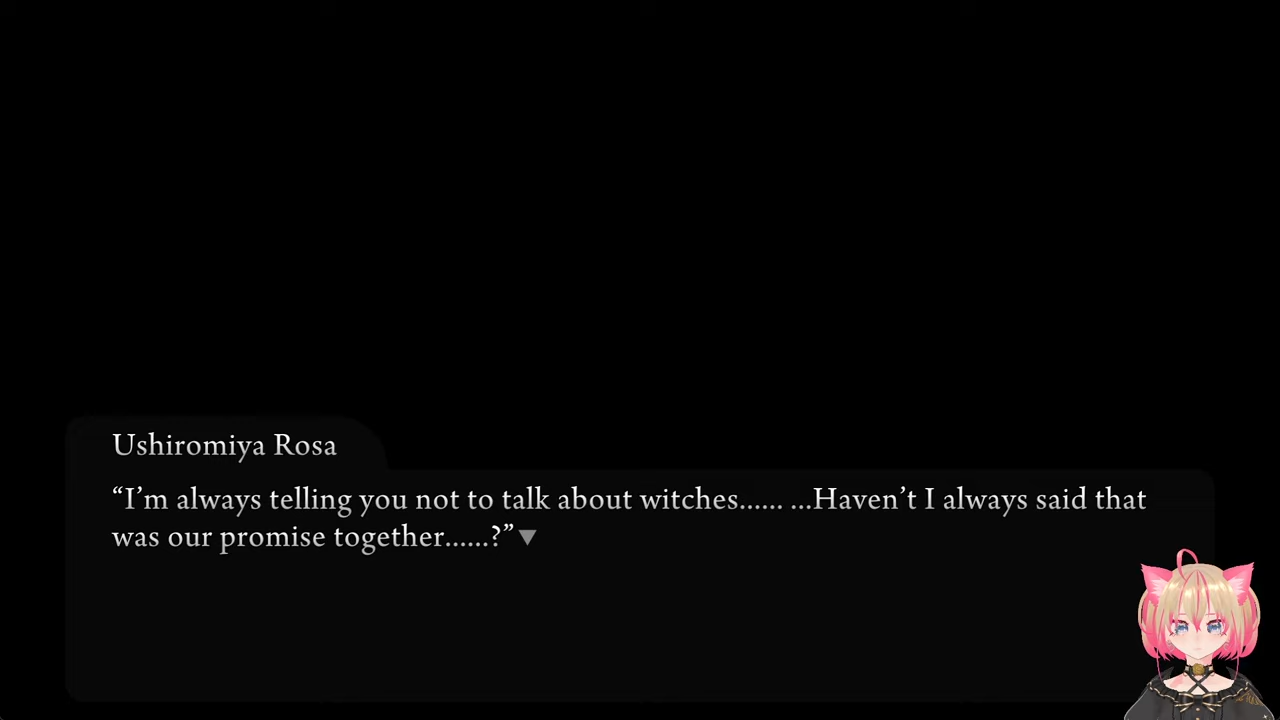 Ushiromiya Rosa
“I’m always telling you not to talk about witches...... ...Haven’t I always said that
was our promise together......?”▼